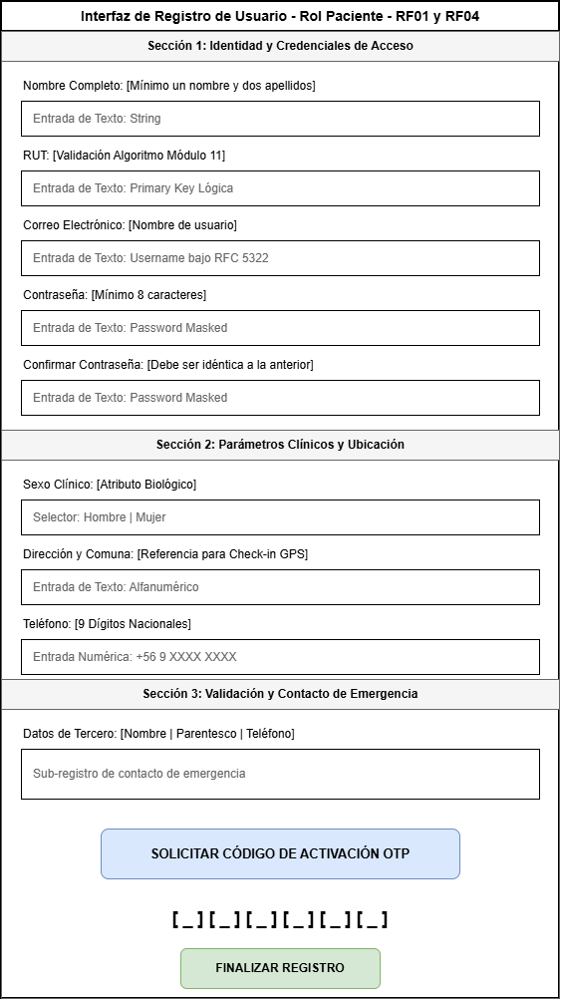 Interfaz de Registro de Usuario - Rol Paciente - RF01 y RF04
Sección 1: Identidad y Credenciales de Acceso
Nombre Completo: [Mínimo un nombre y dos apellidos]
Entrada de Texto: String
RUT: [Validación Algoritmo Módulo 11]
Entrada de Texto: Primary Key Lógica
Correo Electrónico: [Nombre de usuario]
Entrada de Texto: Username bajo RFC 5322
Contraseña: [Mínimo 8 caracteres]
Entrada de Texto: Password Masked
Confirmar Contraseña: [Debe ser idéntica a la anterior]
Entrada de Texto: Password Masked
Sección 2: Parámetros Clínicos y Ubicación
Sexo Clínico: [Atributo Biológico]
Selector: Hombre | Mujer
Dirección y Comuna: [Referencia para Check-in GPS]
Entrada de Texto: Alfanumérico
Teléfono: [9 Dígitos Nacionales]
Entrada Numérica: +56 9 XXXX XXXX
Sección 3: Validación y Contacto de Emergencia
Datos de Tercero: [Nombre | Parentesco | Teléfono]
Sub-registro de contacto de emergencia
SOLICITAR CÓDIGO DE ACTIVACIÓN OTP
[ _ ] [ _ ] [ _ ] [ _ ] [ _ ] [ _ ]
FINALIZAR REGISTRO